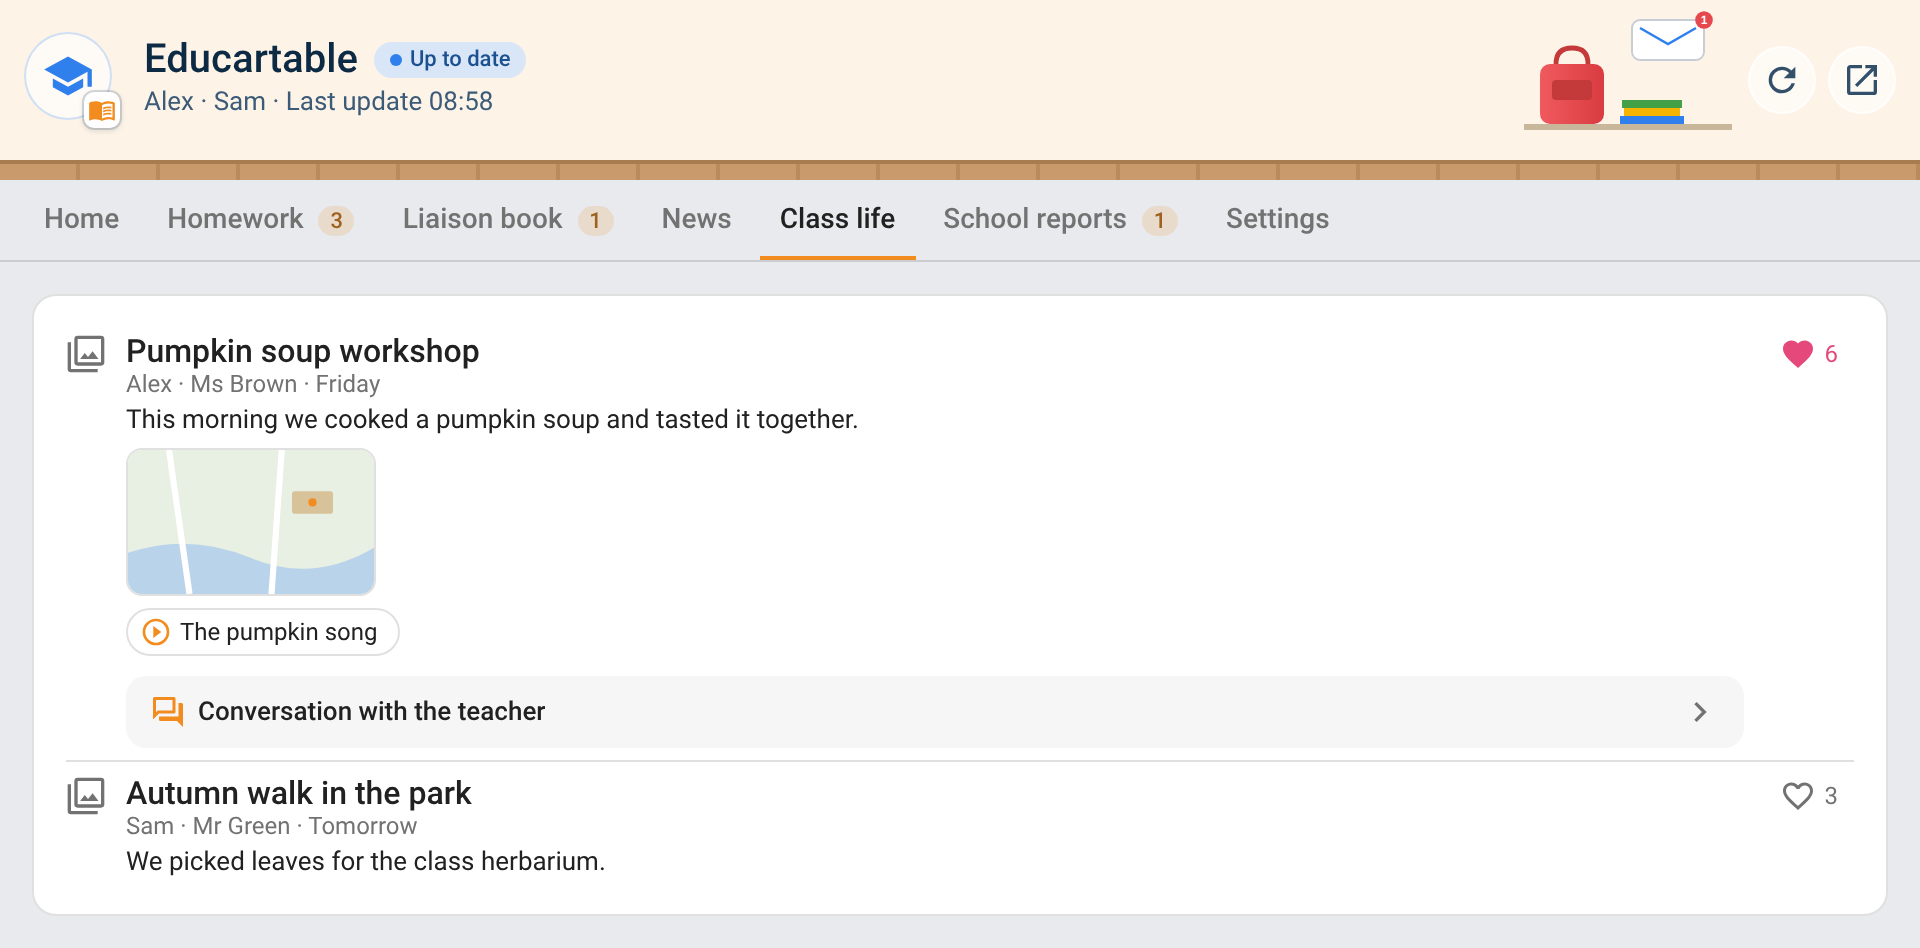 Educartable
Up to date
Alex · Sam · Last update 08:58
1
Home
Homework 3
Liaison book 1
News
Class life
School reports 1
Settings
Pumpkin soup workshop
6
Alex · Ms Brown · Friday
This morning we cooked a pumpkin soup and tasted it together.
The pumpkin song
Conversation with the teacher
Autumn walk in the park
3
Sam · Mr Green · Tomorrow
We picked leaves for the class herbarium.